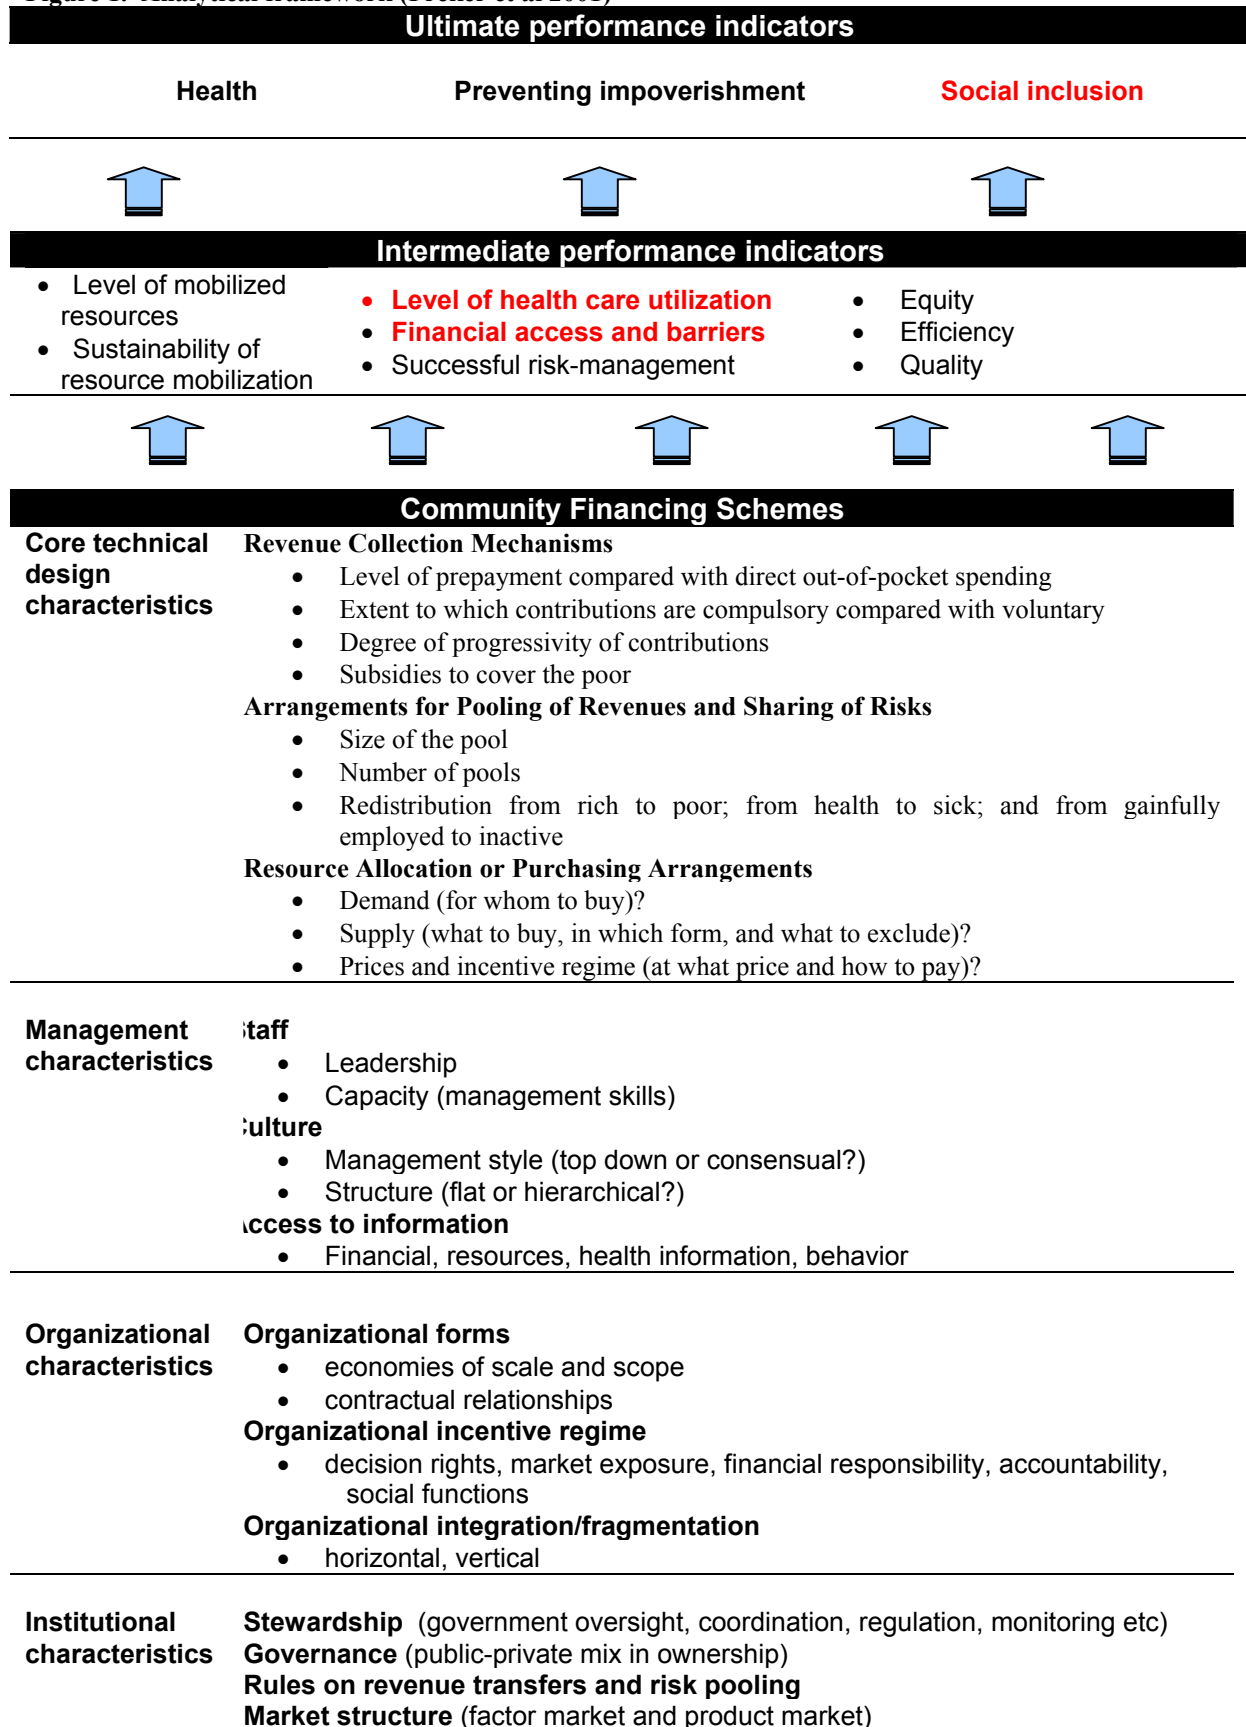 Ultimate performance indicators
Health Preventing impoverishment Social inclusion
Intermediate performance indicators
• Level of mobilized resources
• Sustainability of resource mobilization
• Level of health care utilization
• Financial access and barriers
• Successful risk-management
• Equity
• Efficiency
• Quality
Community Financing Schemes
Core technical design characteristics
Revenue Collection Mechanisms
• Level of prepayment compared with direct out-of-pocket spending
• Extent to which contributions are compulsory compared with voluntary
• Degree of progressivity of contributions
• Subsidies to cover the poor
Arrangements for Pooling of Revenues and Sharing of Risks
• Size of the pool
• Number of pools
• Redistribution from rich to poor; from health to sick; and from gainfully
employed to inactive
Resource Allocation or Purchasing Arrangements
• Demand (for whom to buy)?
• Supply (what to buy, in which form, and what to exclude)?
• Prices and incentive regime (at what price and how to pay)?
Management characteristics
Staff
• Leadership
• Capacity (management skills)
Culture
• Management style (top down or consensual?)
• Structure (flat or hierarchical?)
Access to information
• Financial, resources, health information, behavior
Organizational characteristics
Organizational forms
• economies of scale and scope
• contractual relationships
Organizational incentive regime
• decision rights, market exposure, financial responsibility, accountability,
social functions
Organizational integration/fragmentation
• horizontal, vertical
Institutional characteristics
Stewardship (government oversight, coordination, regulation, monitoring etc)
Governance (public-private mix in ownership)
Rules on revenue transfers and risk pooling
Market structure (factor market and product market)